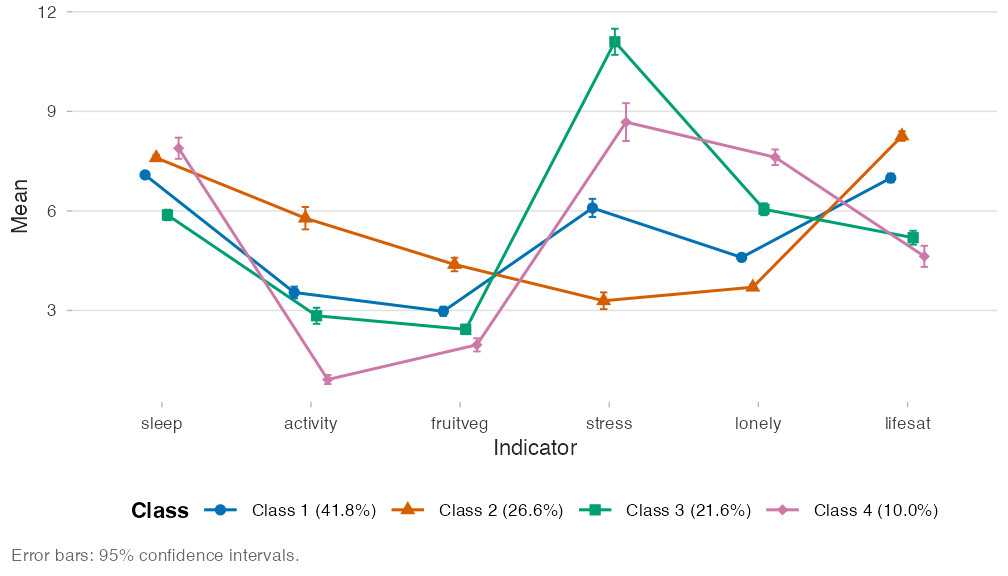 12
9
6
3
Mean
sleep activity fruitveg stress lonely lifesat
Indicator
Class Class 1 (41.8%) Class 2 (26.6%) Class 3 (21.6%) Class 4 (10.0%)
Error bars: 95% confidence intervals.